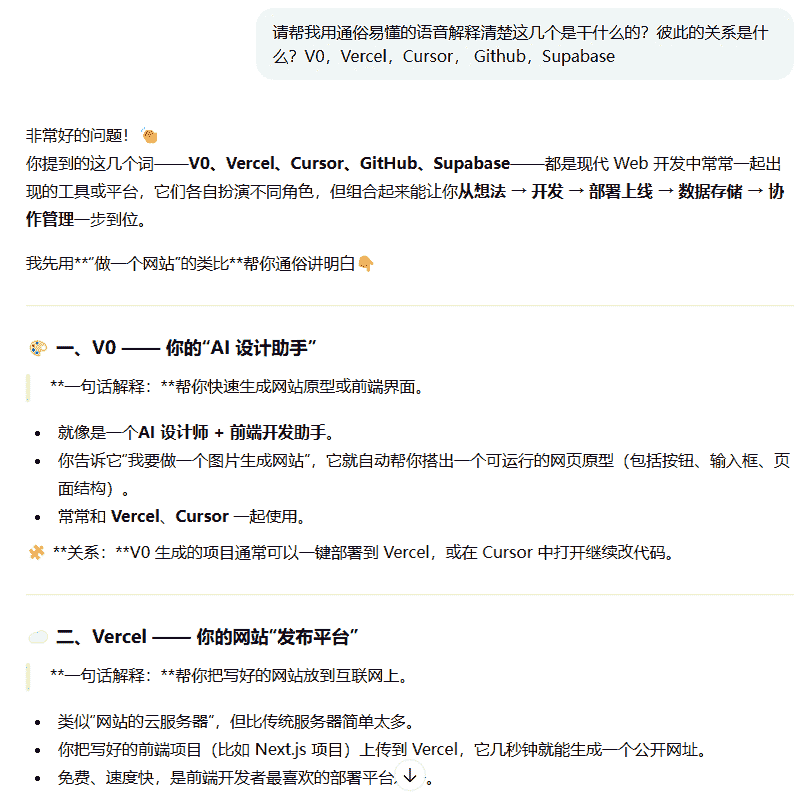 请帮我用通俗易懂的语音解释清楚这几个是干什么的？彼此的关系是什
么？V0，Vercel，Cursor， Github，Supabase
非常好的问题！👏
你提到的这几个词——V0、Vercel、Cursor、GitHub、Supabase——都是现代 Web 开发中常常一起出
现的工具或平台，它们各自扮演不同角色，但组合起来能让你从想法 → 开发 → 部署上线 → 数据存储 → 协
作管理一步到位。
我先用**“做一个网站”的类比**帮你通俗讲明白👇
🎨 一、V0 —— 你的“AI 设计助手”
**一句话解释：**帮你快速生成网站原型或前端界面。
• 就像是一个AI 设计师 + 前端开发助手。
• 你告诉它“我要做一个图片生成网站”，它就自动帮你搭出一个可运行的网页原型（包括按钮、输入框、页
面结构）。
• 常常和 Vercel、Cursor 一起使用。
🧩 **关系：**V0 生成的项目通常可以一键部署到 Vercel，或在 Cursor 中打开继续改代码。
☁️ 二、Vercel —— 你的网站“发布平台”
**一句话解释：**帮你把写好的网站放到互联网上。
• 类似“网站的云服务器”，但比传统服务器简单太多。
• 你把写好的前端项目（比如 Next.js 项目）上传到 Vercel，它几秒钟就能生成一个公开网址。
• 免费、速度快，是前端开发者最喜欢的部署平台。